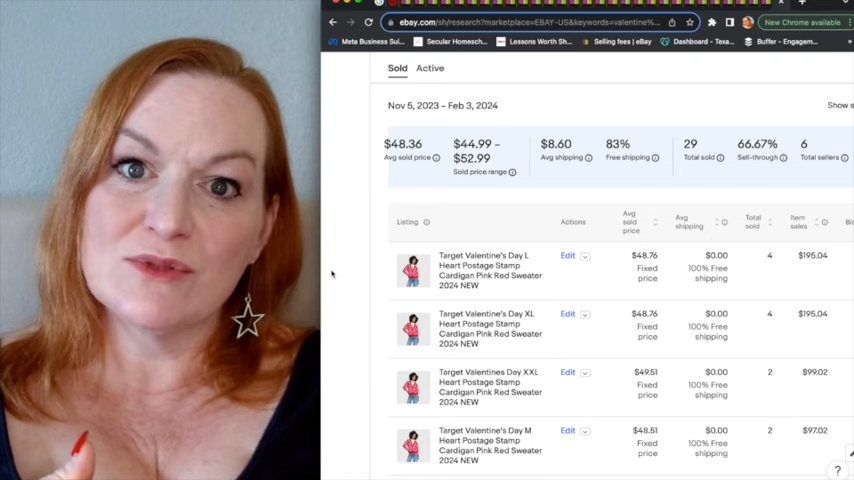 ebay.com/sh/research?marketplace=EBAY-US&keywords=valentine%...
New Chrome available
Meta Business Sui...
Secular Homesch...
Lessons Worth Sh...
Selling fees | eBay
Dashboard – Texa...
Buffer - Engagem...
Sold Active
Nov 5, 2023 – Feb 3, 2024
Show s
$48.36 $44.99 – $8.60 83% 29 66.67% 6
Avg sold price $52.99 Avg shipping Free shipping Total sold Sell-through Total sellers
Sold price range
Listing Actions Avg sold price Avg shipping Total sold Item sales Bi
Target Valentine's Day L Edit $48.76 $0.00 4 $195.04
Heart Postage Stamp Fixed 100% Free
Cardigan Pink Red Sweater price shipping
2024 NEW
Target Valentine's Day XL Edit $48.76 $0.00 4 $195.04
Heart Postage Stamp Fixed 100% Free
Cardigan Pink Red Sweater price shipping
2024 NEW
Target Valentines Day XXL Edit $49.51 $0.00 2 $99.02
Heart Postage Stamp Fixed 100% Free
Cardigan Pink Red Sweater price shipping
2024 NEW
Target Valentine's Day M Edit $48.51 $0.00 2 $97.02
Heart Postage Stamp Fixed 100% Free
Cardigan Pink Red Sweater price shipping
2024 NEW
?